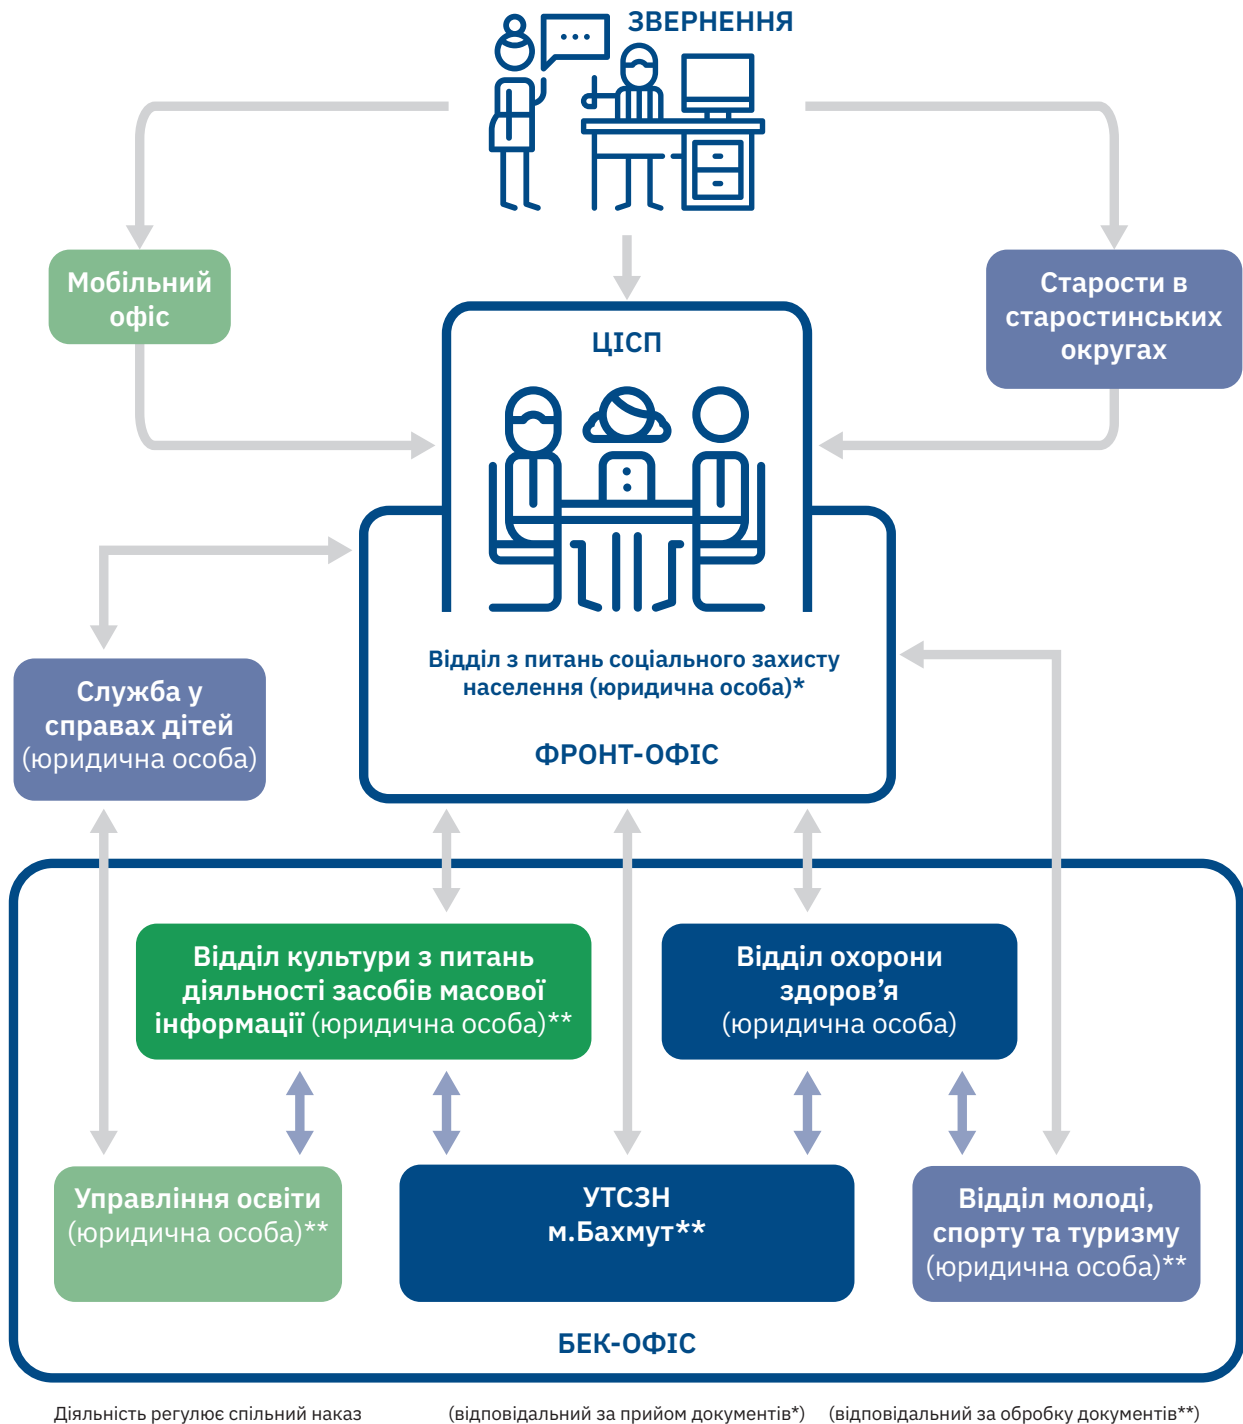 ЗВЕРНЕННЯ
Мобільний
офіс
Старости в
старостинських
округах
ЦІСП
Відділ з питань соціального захисту
населення (юридична особа)*
ФРОНТ-ОФІС
Служба у
справах дітей
(юридична особа)
Відділ культури з питань
діяльності засобів масової
інформації (юридична особа)**
Відділ охорони
здоров’я
(юридична особа)
Управління освіти
(юридична особа)**
УТСЗН
м.Бахмут**
Відділ молоді,
спорту та туризму
(юридична особа)**
БЕК-ОФІС
Діяльність регулює спільний наказ (відповідальний за прийом документів*) (відповідальний за обробку документів**)